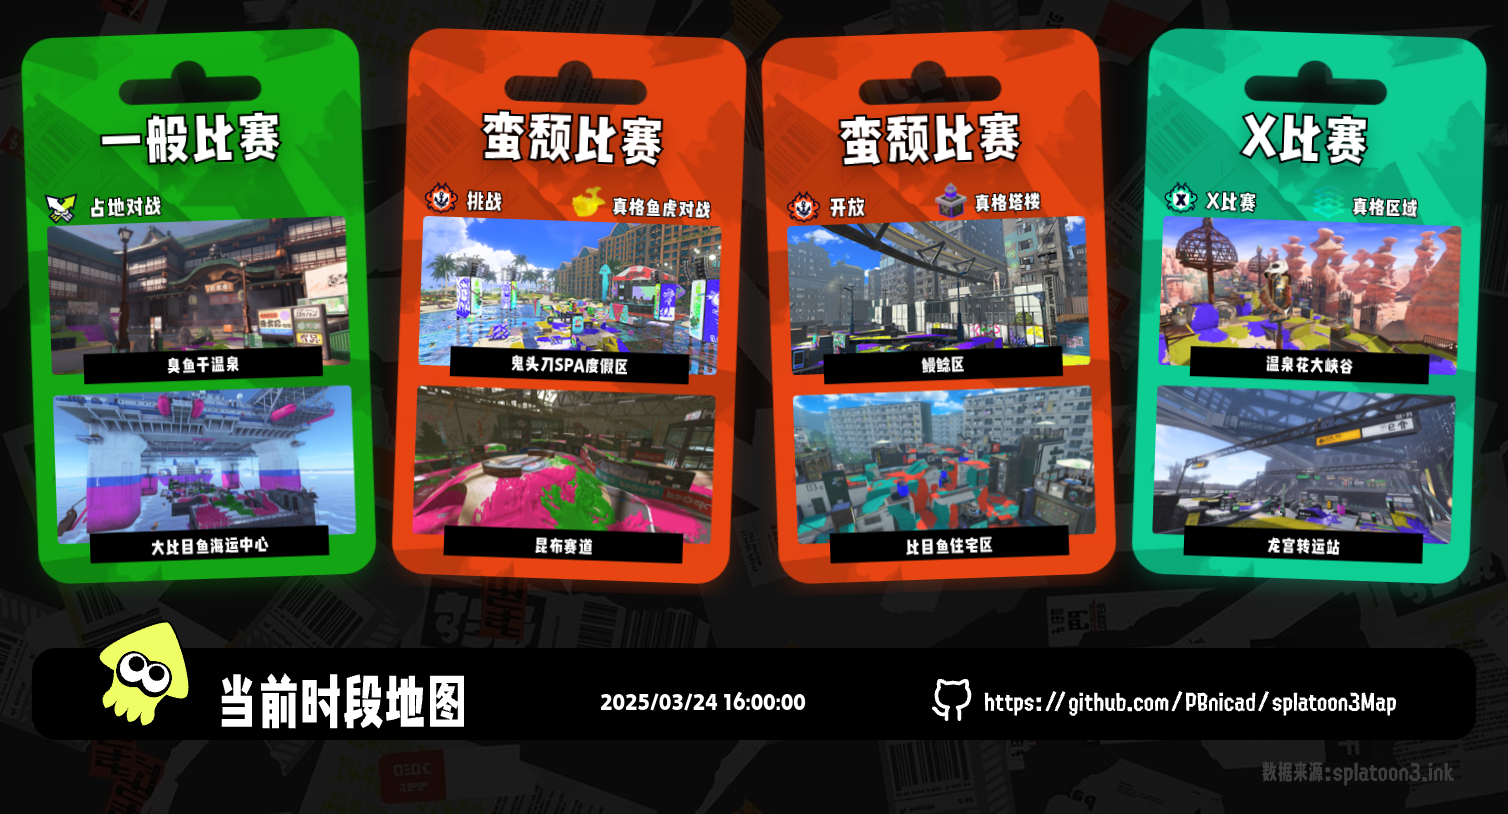 一般比赛
占地对战
臭鱼干温泉
大比目鱼海运中心
蛮颓比赛
挑战
真格鱼虎对战
鬼头刀SPA度假区
昆布赛道
蛮颓比赛
开放
真格塔楼
鳗鲶区
比目鱼住宅区
X比赛
X比赛
真格区域
温泉花大峡谷
龙宫转运站
当前时段地图
2025/03/24 16:00:00
https://github.com/PBnicad/splatoon3Map
数据来源:splatoon3.ink